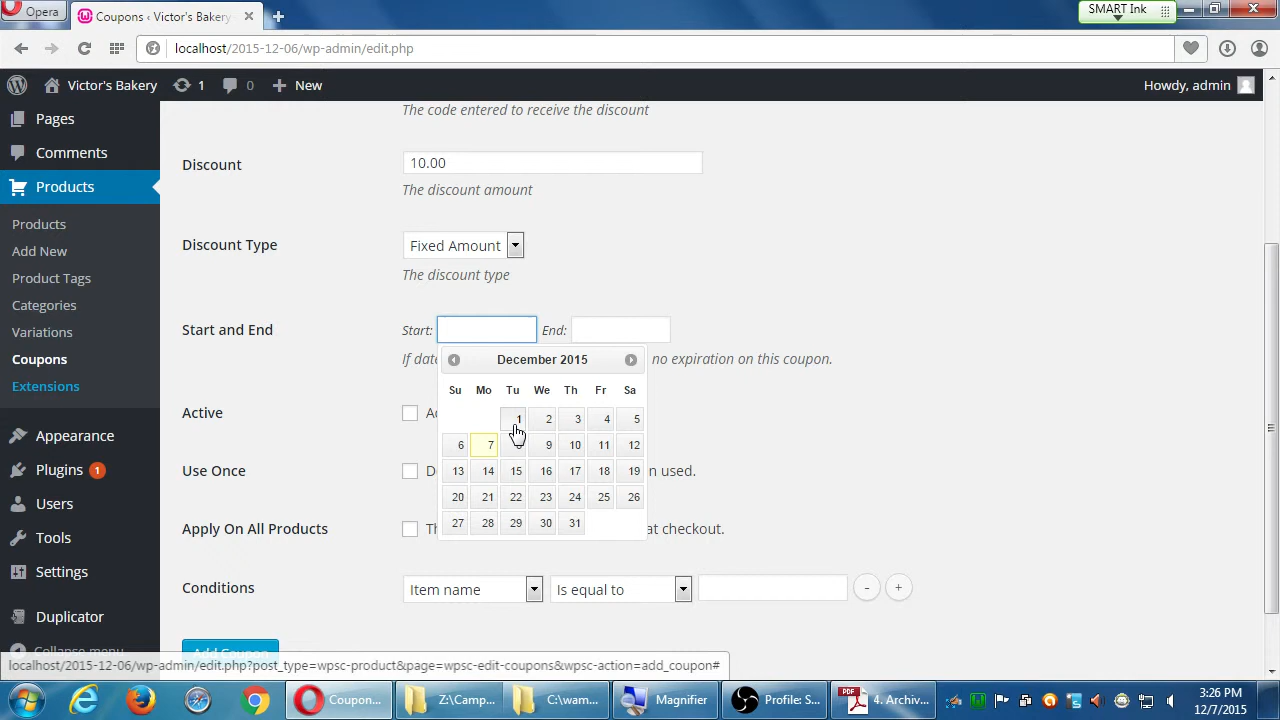 Opera
Coupons ‹ Victor's Bakery
SMART Ink
localhost/2015-12-06/wp-admin/edit.php
Victor's Bakery
1
0
New
Howdy, admin
Pages
Comments
Products
Products
Add New
Product Tags
Categories
Variations
Coupons
Extensions
Appearance
Plugins 1
Users
Tools
Settings
Duplicator
Collapse menu
The code entered to receive the discount
Discount
10.00
The discount amount
Discount Type
Fixed Amount
The discount type
Start and End
Start:
End:
If dat
no expiration on this coupon.
December 2015
Su Mo Tu We Th Fr Sa
1 2 3 4 5
6 7 8 9 10 11 12
13 14 15 16 17 18 19
20 21 22 23 24 25 26
27 28 29 30 31
Active
Use Once
n used.
Apply On All Products
at checkout.
Conditions
Item name
Is equal to
-
+
Add Coupon
localhost/2015-12-06/wp-admin/edit.php?post_type=wpsc-product&page=wpsc-edit-coupons&wpsc-action=add_coupon#
Coupon...
Z:\Camp...
C:\wam...
Magnifier
Profile: S...
PDF
4. Archiv...
3:26 PM
12/7/2015